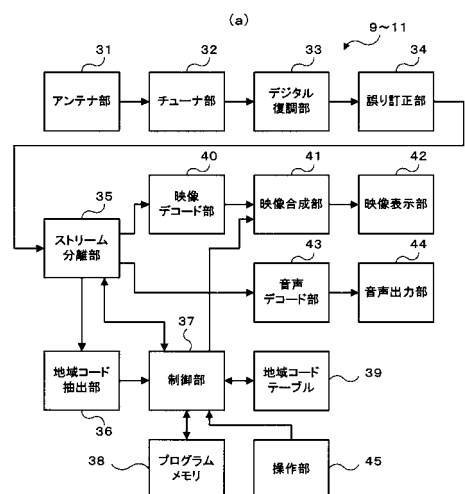 (a)
9～11
31
32
33
34
アンテナ部
チューナ部
デジタル
復調部
誤り訂正部
35
40
41
42
ストリーム
分離部
映像
デコード部
映像合成部
映像表示部
43
44
音声
デコード部
音声出力部
37
地域コード
抽出部
制御部
地域コード
テーブル
39
36
38
プログラム
メモリ
操作部
45